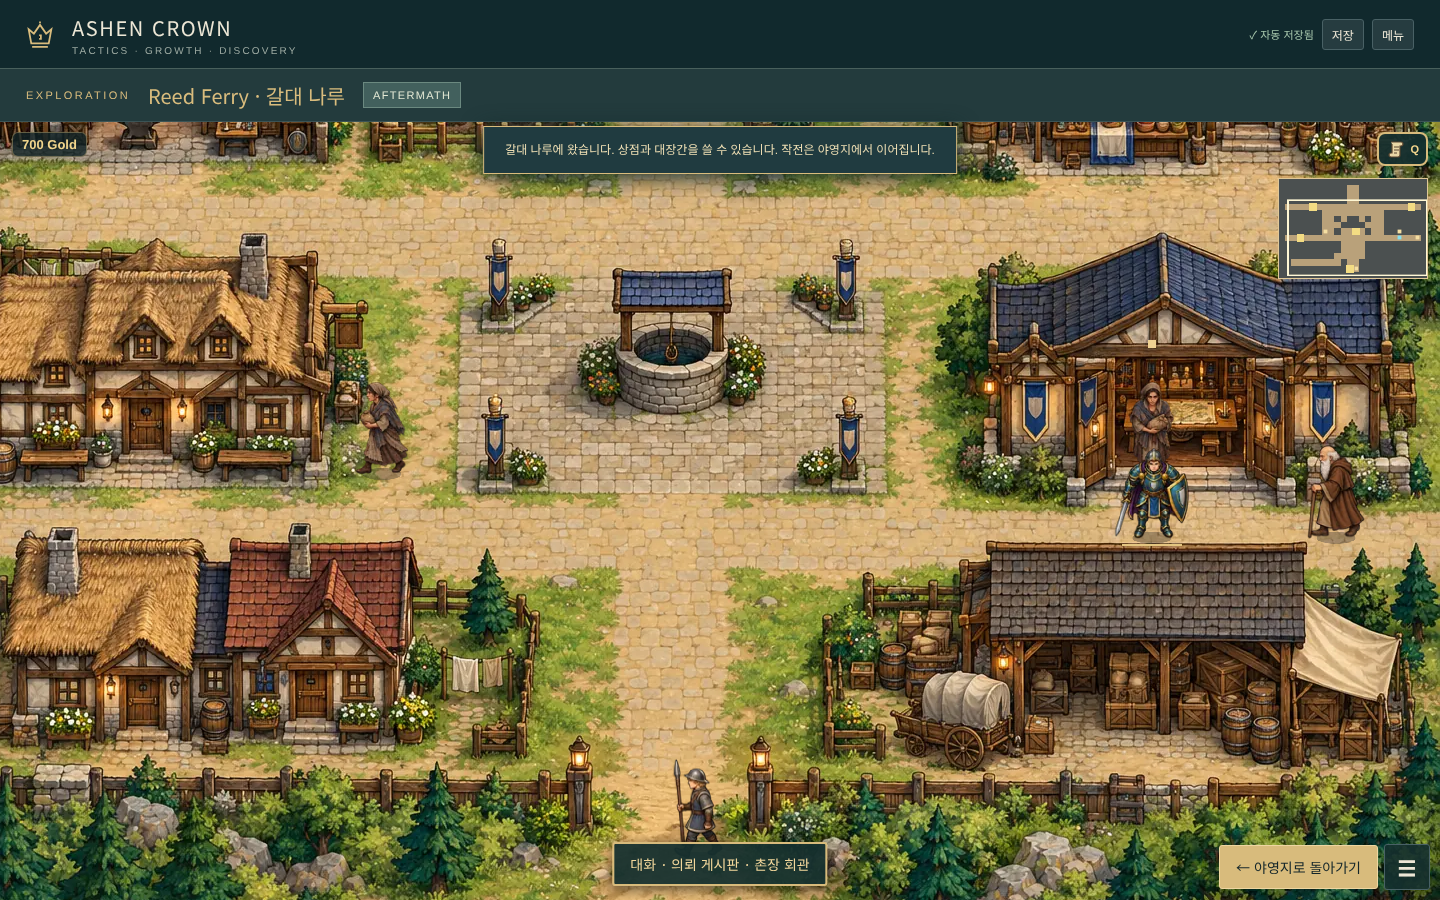 ASHEN CROWN
TACTICS · GROWTH · DISCOVERY
✓ 자동 저장됨
저장
메뉴
EXPLORATION
Reed Ferry · 갈대 나루
AFTERMATH
700 Gold
갈대 나루에 왔습니다. 상점과 대장간을 쓸 수 있습니다. 작전은 야영지에서 이어집니다.
Q
대화 · 의뢰 게시판 · 촌장 회관
← 야영지로 돌아가기